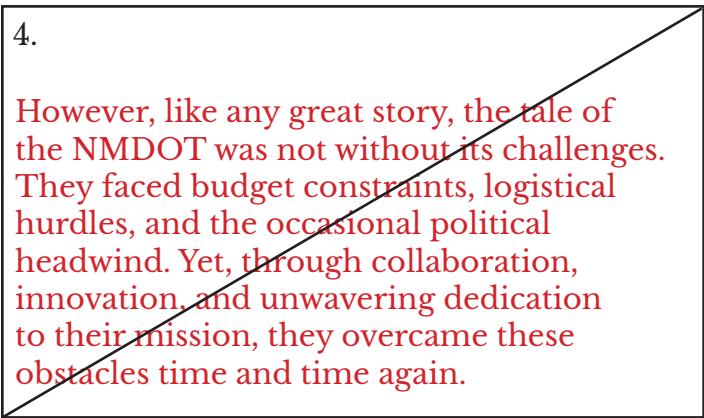 4.
However, like any great story, the tale of
the NMDOT was not without its challenges.
They faced budget constraints, logistical
hurdles, and the occasional political
headwind. Yet, through collaboration,
innovation, and unwavering dedication
to their mission, they overcame these
obstacles time and time again.